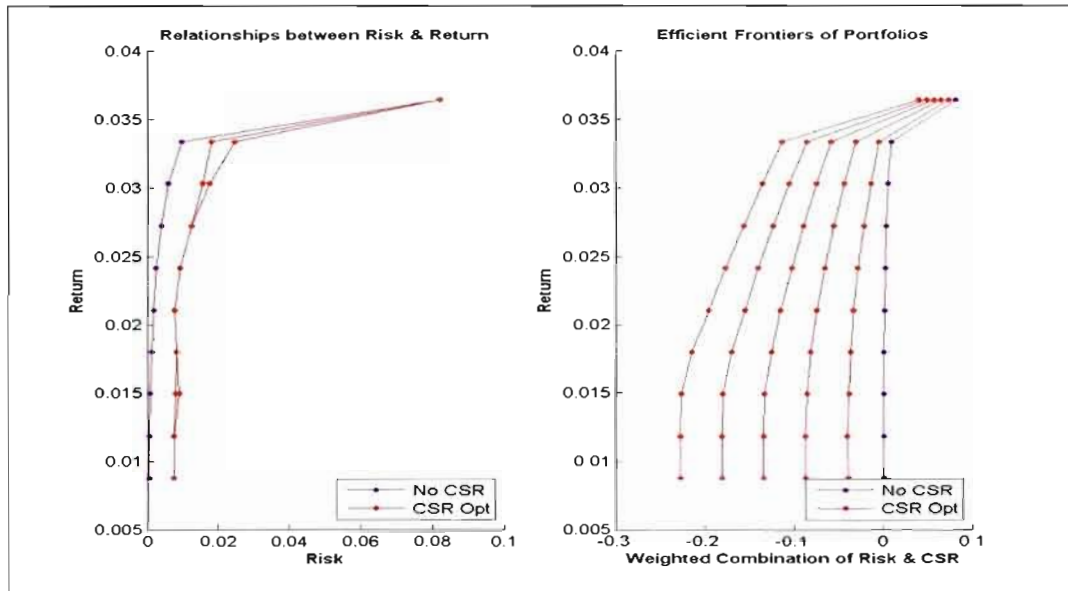 Relationships between Risk & Return
0.04
0.035
0.03
0.025
0.02
0.015
0.01
0.005
Return
0
0.02
0.04
0.06
0.08
0.1
Risk
No CSR
CSR Opt
Efficient Frontiers of Portfolios
0.04
0.035
0.03
0.025
0.02
0.015
0.01
0.005
Return
-0.3
-0.2
-0.1
0
0.1
Weighted Combination of Risk & CSR
No CSR
CSR Opt